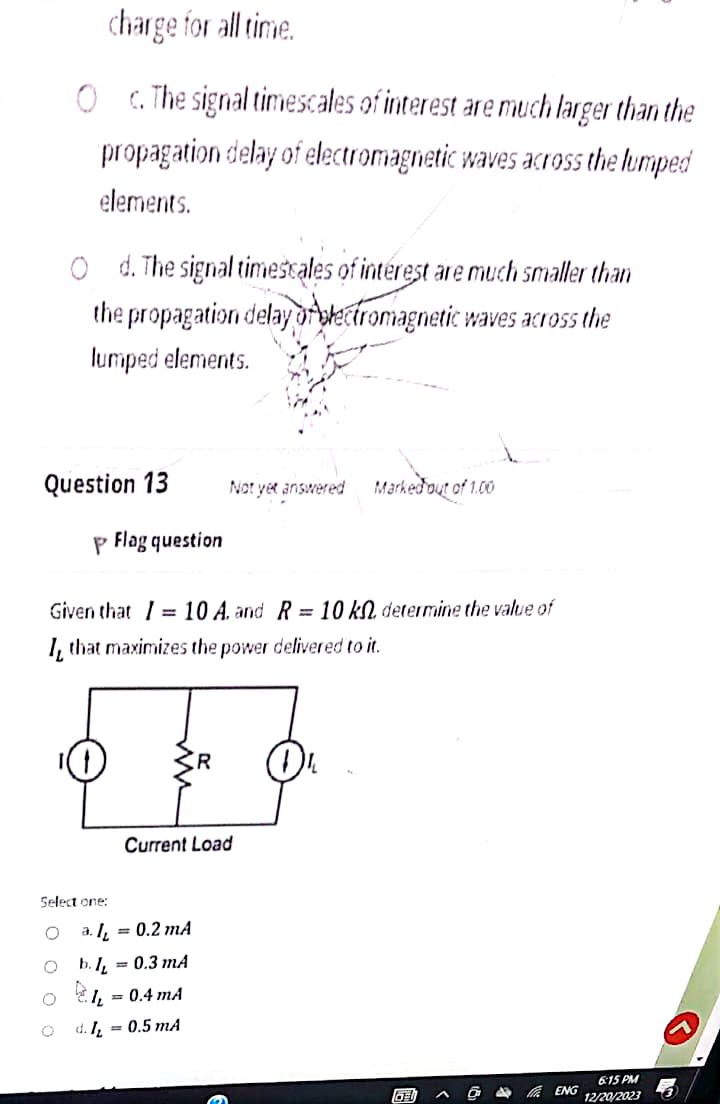 charge for all time.
c. The signal timescales of interest are much larger than the
propagation delay of electromagnetic waves across the lumped
elements.
d. The signal timescales of interest are much smaller than
the propagation delay of electromagnetic waves across the
lumped elements.
Question 13 Not yet answered Marked out of 1.00
Flag question
Given that I = 10 A, and R = 10 kΩ, determine the value of
I_L that maximizes the power delivered to it.
I R I_L
Current Load
Select one:
a. I_L = 0.2 mA
b. I_L = 0.3 mA
I_L = 0.4 mA
d. I_L = 0.5 mA
6:15 PM
ENG 12/20/2023 3